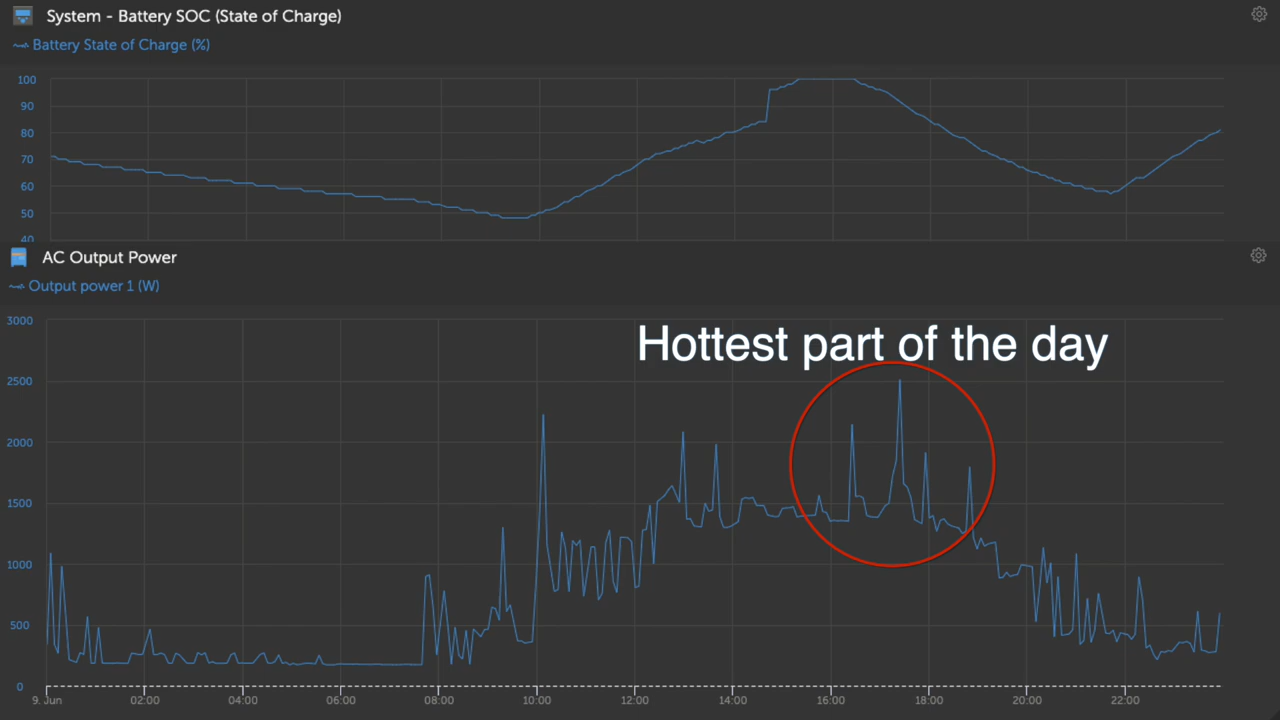 System - Battery SOC (State of Charge)
Battery State of Charge (%)
100
90
80
70
60
50
40
AC Output Power
Output power 1 (W)
3000
Hottest part of the day
2500
2000
1500
1000
500
0
9. Jun 02:00 04:00 06:00 08:00 10:00 12:00 14:00 16:00 18:00 20:00 22:00